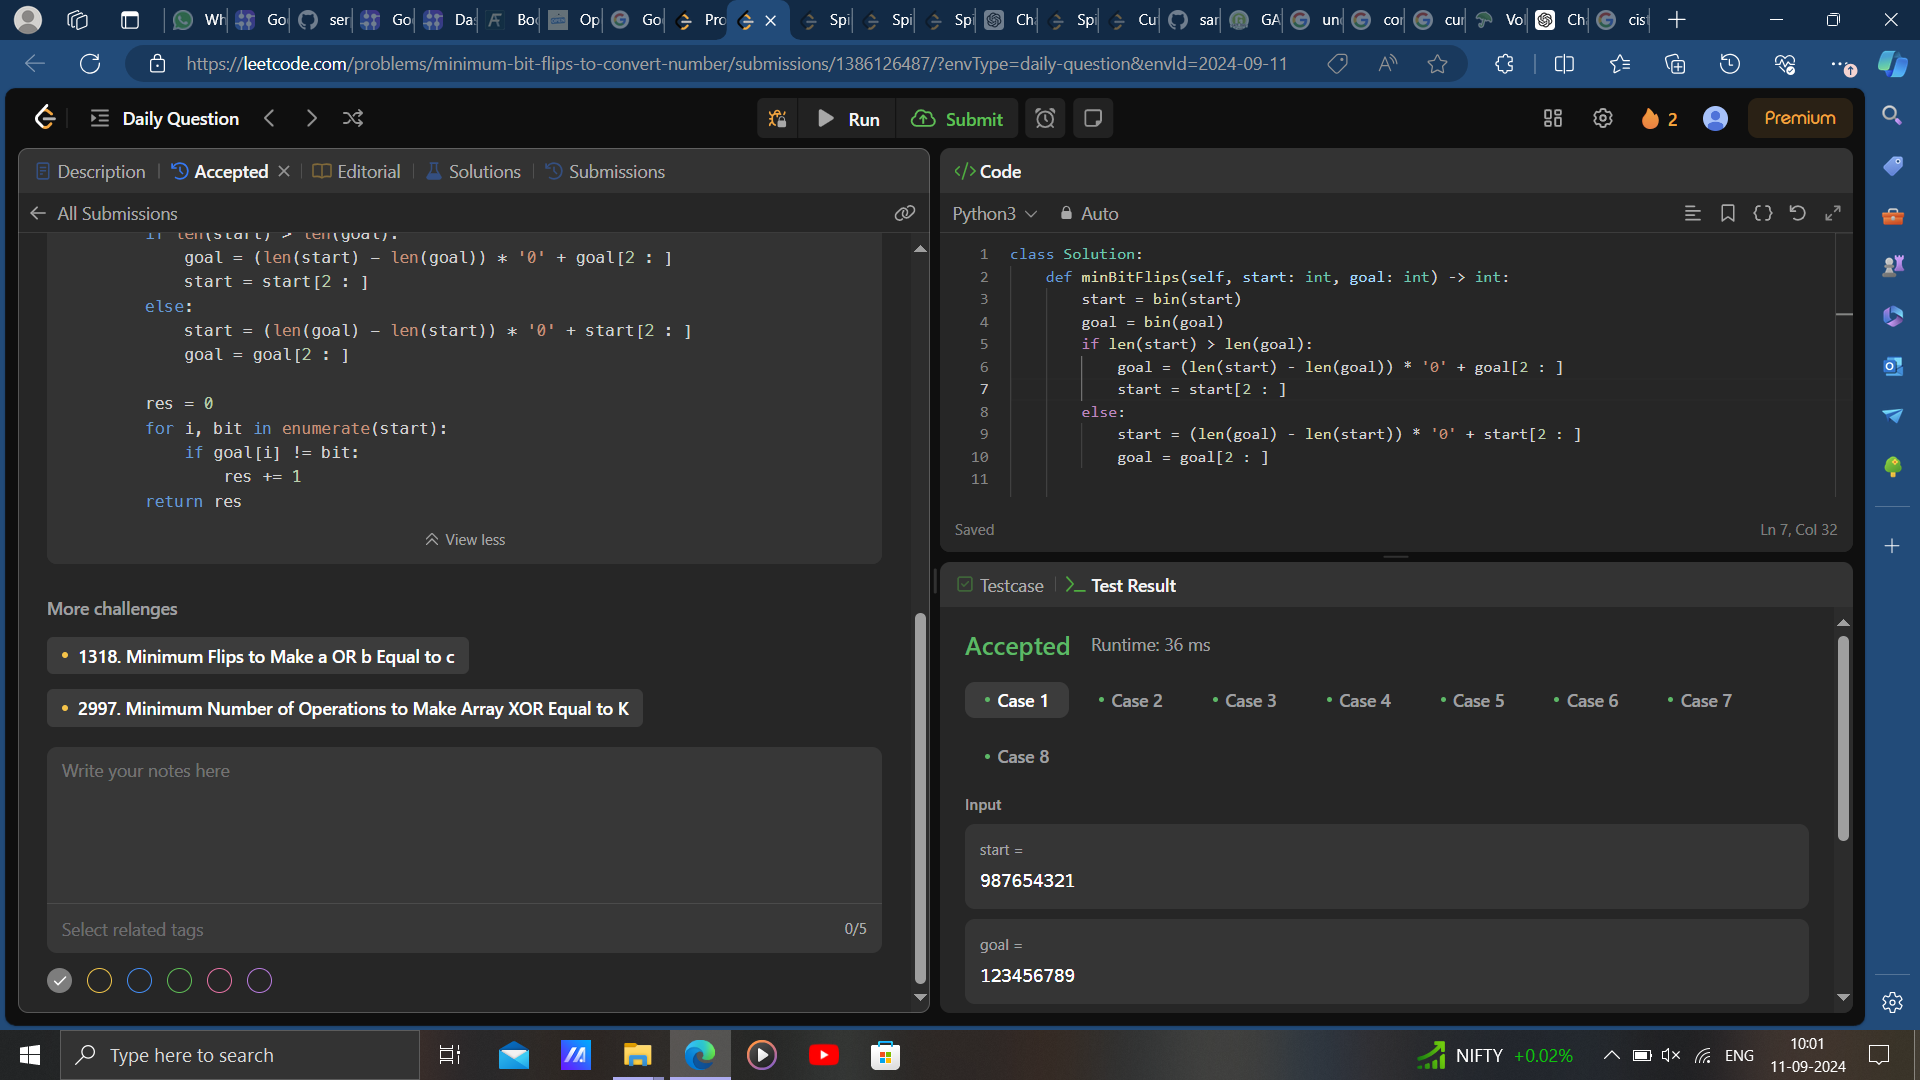 Wh
Go
ser
Go
Da
Bo
Op
Go
Pro
Spi
Spi
Spi
Ch
Spi
Cu
sar
GA
un
cor
cur
Vo
Ch
cis
https://leetcode.com/problems/minimum-bit-flips-to-convert-number/submissions/1386126487/?envType=daily-question&envId=2024-09-11
Daily Question
Run
Submit
2
Premium
Description
Accepted
Editorial
Solutions
Submissions
All Submissions
if len(start) > len(goal):
goal = (len(start) - len(goal)) * '0' + goal[2 : ]
start = start[2 : ]
else:
start = (len(goal) - len(start)) * '0' + start[2 : ]
goal = goal[2 : ]
res = 0
for i, bit in enumerate(start):
if goal[i] != bit:
res += 1
return res
View less
More challenges
1318. Minimum Flips to Make a OR b Equal to c
2997. Minimum Number of Operations to Make Array XOR Equal to K
Write your notes here
Select related tags
0/5
</> Code
Python3
Auto
1 class Solution:
2 def minBitFlips(self, start: int, goal: int) -> int:
3 start = bin(start)
4 goal = bin(goal)
5 if len(start) > len(goal):
6 goal = (len(start) - len(goal)) * '0' + goal[2 : ]
7 start = start[2 : ]
8 else:
9 start = (len(goal) - len(start)) * '0' + start[2 : ]
10 goal = goal[2 : ]
11
Saved
Ln 7, Col 32
Testcase
Test Result
Accepted
Runtime: 36 ms
Case 1
Case 2
Case 3
Case 4
Case 5
Case 6
Case 7
Case 8
Input
start =
987654321
goal =
123456789
Type here to search
NIFTY +0.02%
ENG
10:01
11-09-2024